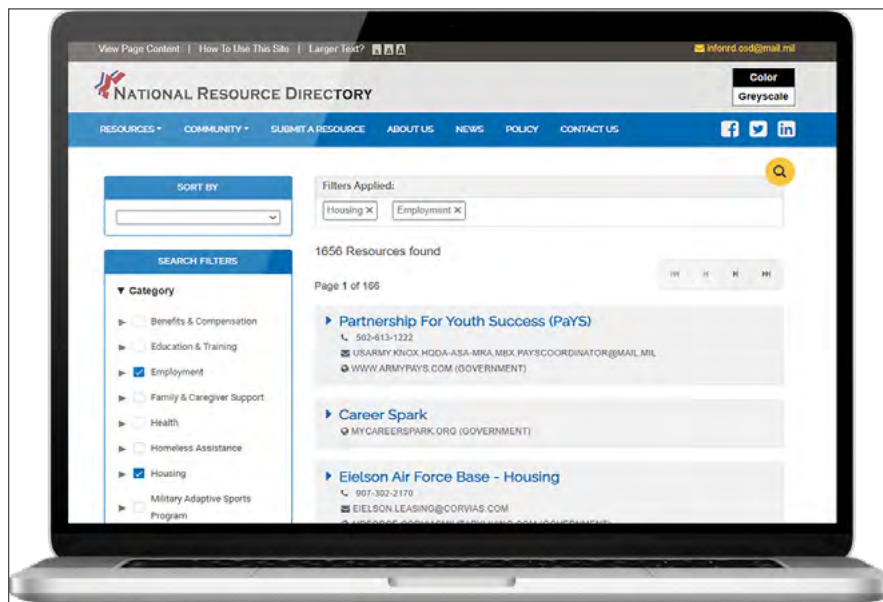 View Page Content | How To Use This Site | Larger Text? A A A
infonrd.osd@mail.mil
NATIONAL RESOURCE DIRECTORY
Color
Greyscale
RESOURCES COMMUNITY SUBMIT A RESOURCE ABOUT US NEWS POLICY CONTACT US
SORT BY
SEARCH FILTERS
▼ Category
Benefits & Compensation
Education & Training
Employment
Family & Caregiver Support
Health
Homeless Assistance
Housing
Military Adaptive Sports
Program
Filters Applied:
Housing ✕ Employment ✕
1656 Resources found
Page 1 of 166
Partnership For Youth Success (PaYS)
502-613-1222
USARMY.KNOX.HQDA-ASA-MRA.MBX.PAYSCOORDINATOR@MAIL.MIL
WWW.ARMYPAYS.COM (GOVERNMENT)
Career Spark
MYCAREERSPARK.ORG (GOVERNMENT)
Eielson Air Force Base - Housing
907-302-2170
EIELSON.LEASING@CORVIAS.COM